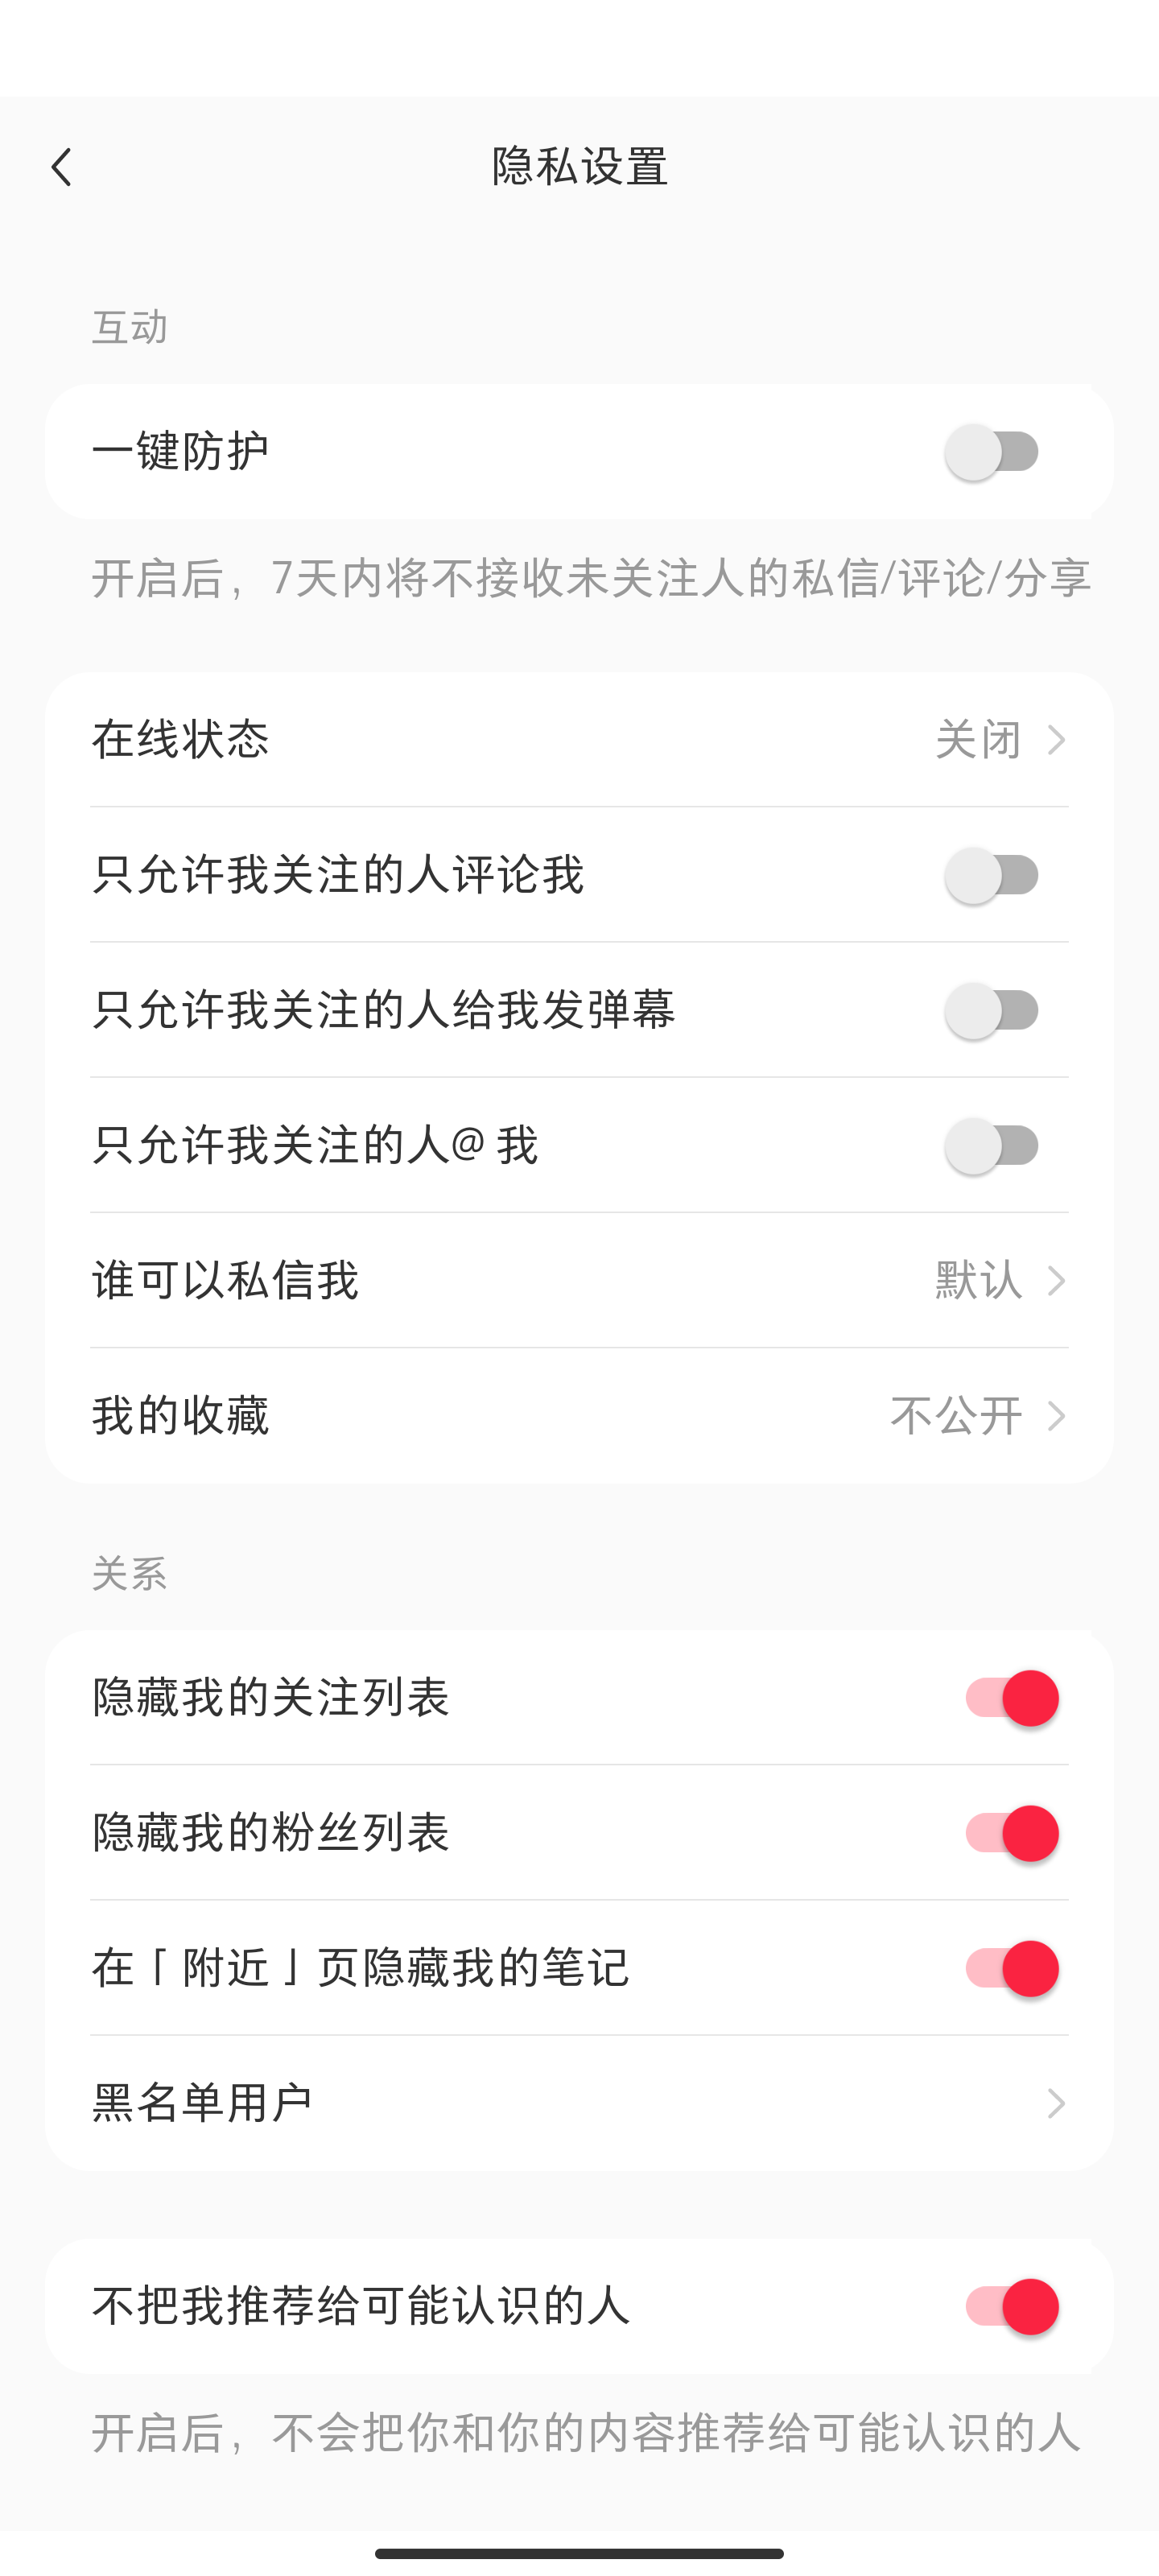 隐私设置
互动
一键防护
开启后，7天内将不接收未关注人的私信/评论/分享
在线状态 关闭
只允许我关注的人评论我
只允许我关注的人给我发弹幕
只允许我关注的人@ 我
谁可以私信我 默认
我的收藏 不公开
关系
隐藏我的关注列表
隐藏我的粉丝列表
在「附近」页隐藏我的笔记
黑名单用户
不把我推荐给可能认识的人
开启后，不会把你和你的内容推荐给可能认识的人